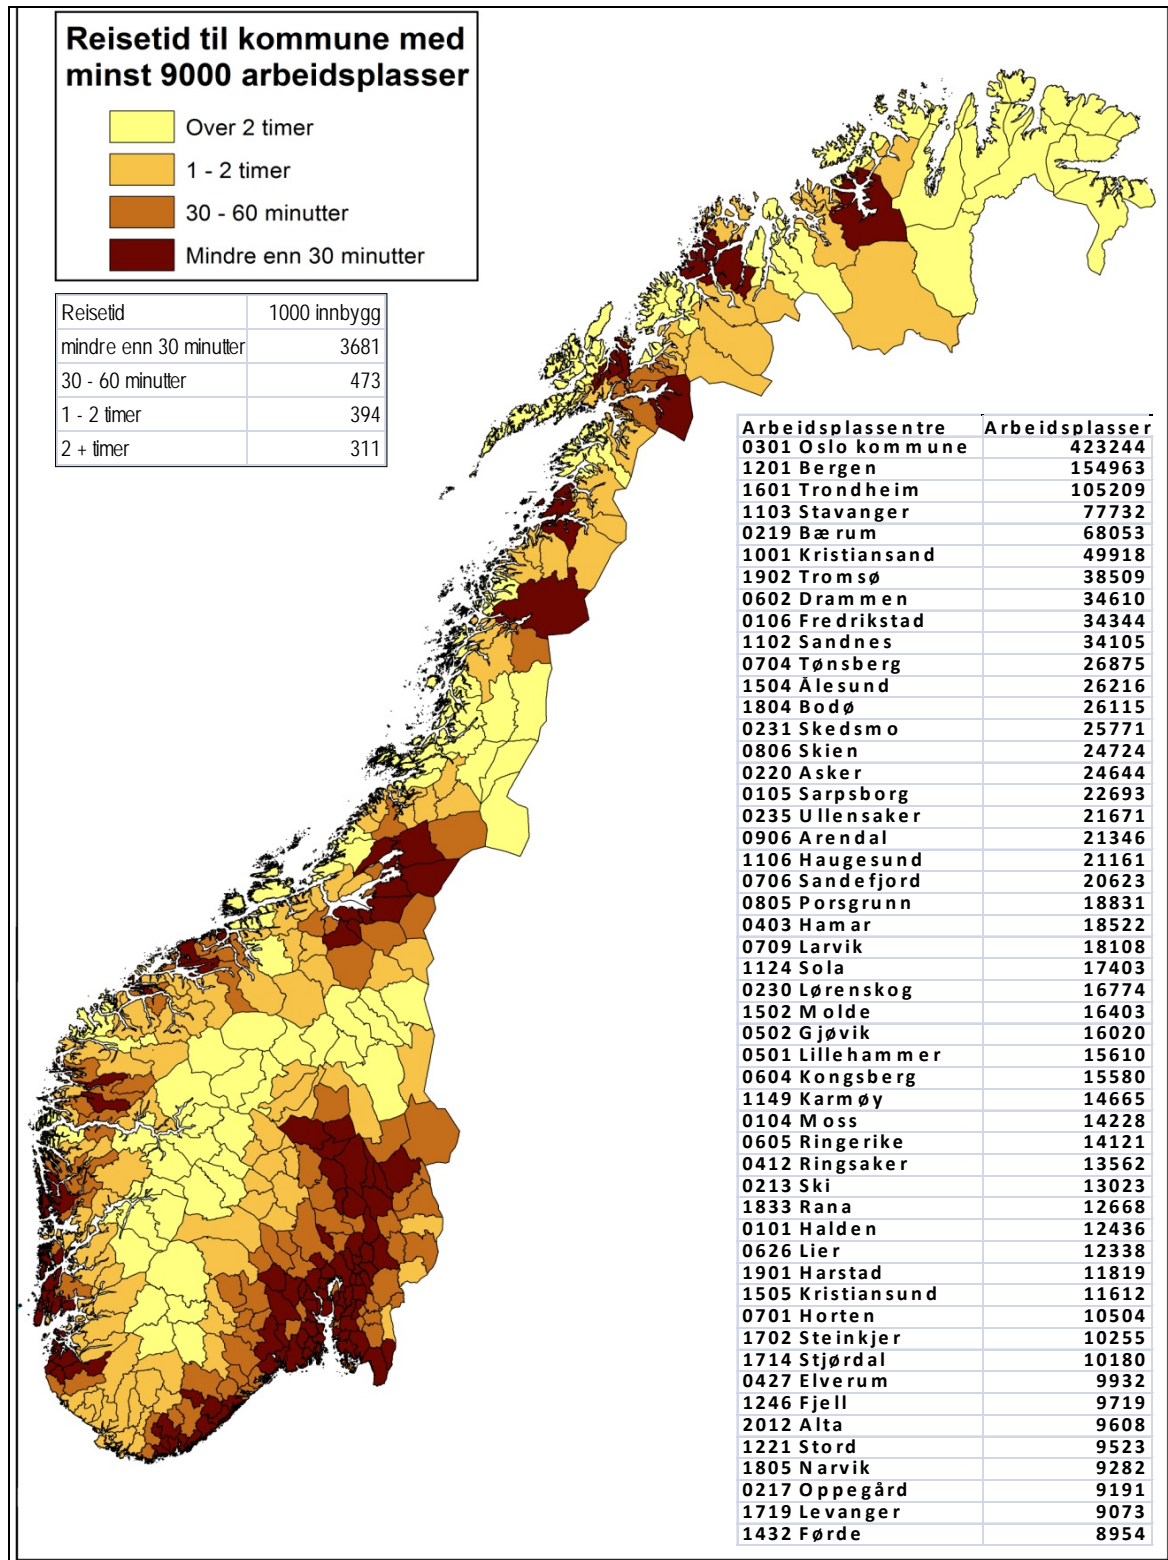 Reisetid til kommune med
minst 9000 arbeidsplasser
Over 2 timer
1 - 2 timer
30 - 60 minutter
Mindre enn 30 minutter
Reisetid 1000 innbygg
mindre enn 30 minutter 3681
30 - 60 minutter 473
1 - 2 timer 394
2 + timer 311
Arbeidsplassentre Arbeidsplasser
0301 Oslo kommune 423244
1201 Bergen 154963
1601 Trondheim 105209
1103 Stavanger 77732
0219 Bærum 68053
1001 Kristiansand 49918
1902 Tromsø 38509
0602 Drammen 34610
0106 Fredrikstad 34344
1102 Sandnes 34105
0704 Tønsberg 26875
1504 Ålesund 26216
1804 Bodø 26115
0231 Skedsmo 25771
0806 Skien 24724
0220 Asker 24644
0105 Sarpsborg 22693
0235 Ullensaker 21671
0906 Arendal 21346
1106 Haugesund 21161
0706 Sandefjord 20623
0805 Porsgrunn 18831
0403 Hamar 18522
0709 Larvik 18108
1124 Sola 17403
0230 Lørenskog 16774
1502 Molde 16403
0502 Gjøvik 16020
0501 Lillehammer 15610
0604 Kongsberg 15580
1149 Karmøy 14665
0104 Moss 14228
0605 Ringerike 14121
0412 Ringsaker 13562
0213 Ski 13023
1833 Rana 12668
0101 Halden 12436
0626 Lier 12338
1901 Harstad 11819
1505 Kristiansund 11612
0701 Horten 10504
1702 Steinkjer 10255
1714 Stjørdal 10180
0427 Elverum 9932
1246 Fjell 9719
2012 Alta 9608
1221 Stord 9523
1805 Narvik 9282
0217 Oppegård 9191
1719 Levanger 9073
1432 Førde 8954